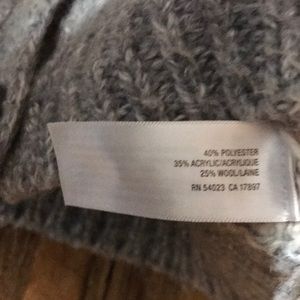 40% POLYESTER
35% ACRYLIC/ACRYLIQUE
25% WOOL/LAINE
RN 54023 CA 17897